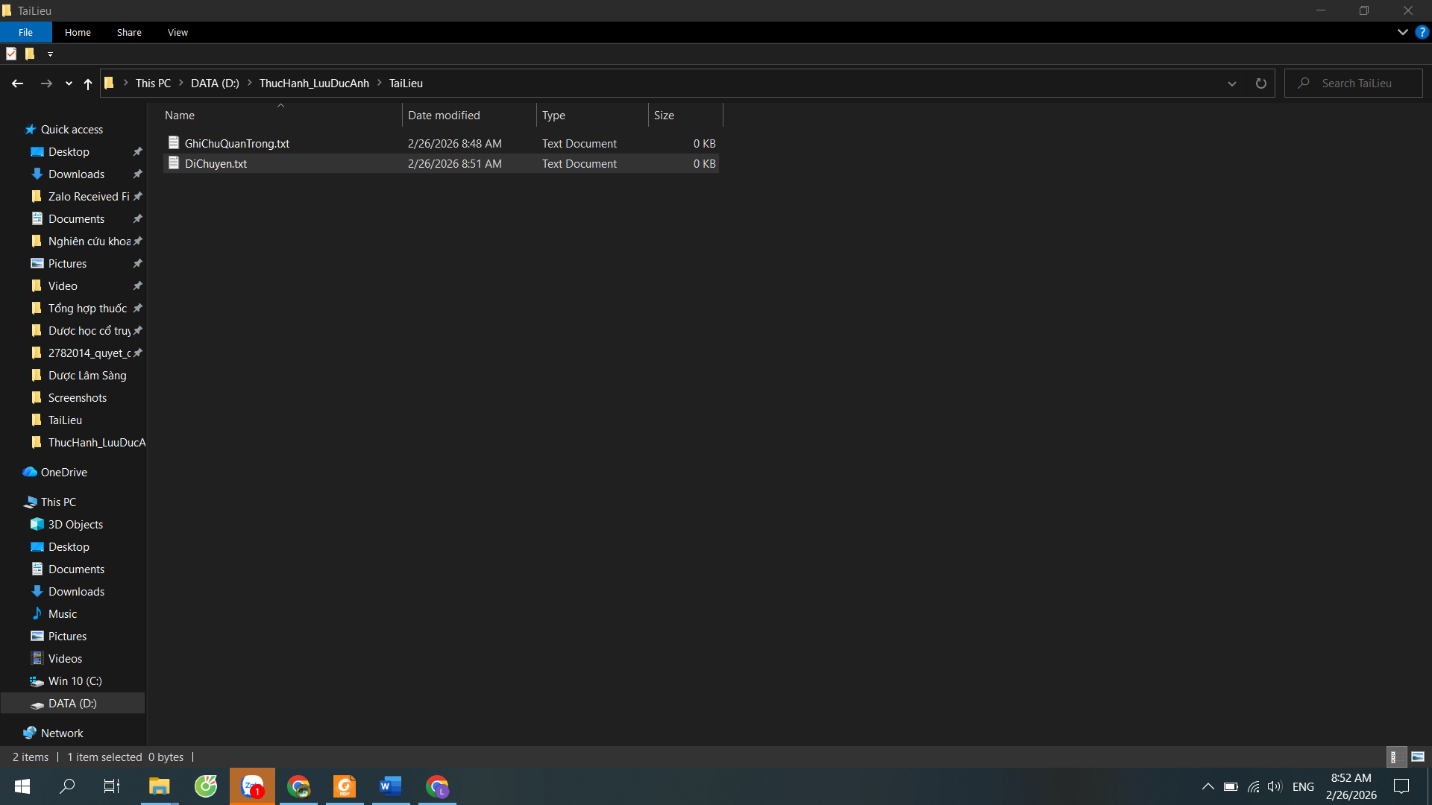 TaiLieu
File Home Share View
This PC DATA (D:) ThucHanh_LuuDucAnh TaiLieu
Search TaiLieu
Name Date modified Type Size
GhiChuQuanTrong.txt 2/26/2026 8:48 AM Text Document 0 KB
DiChuyen.txt 2/26/2026 8:51 AM Text Document 0 KB
Quick access
Desktop
Downloads
Zalo Received Fi
Documents
Nghiên cứu khoa
Pictures
Video
Tổng hợp thuốc
Dược học cổ truy
2782014_quyet_c
Dược Lâm Sàng
Screenshots
TaiLieu
ThucHanh_LuuDucA
OneDrive
This PC
3D Objects
Desktop
Documents
Downloads
Music
Pictures
Videos
Win 10 (C:)
DATA (D:)
Network
2 items 1 item selected 0 bytes
1
L
ENG
8:52 AM
2/26/2026